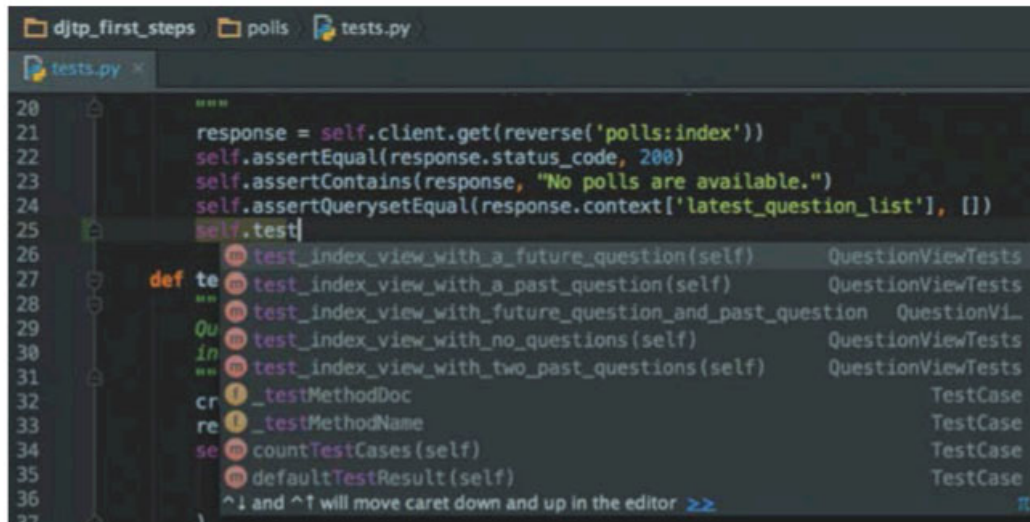 djtp_first_steps polls tests.py
tests.py ×
20 """
21 response = self.client.get(reverse('polls:index'))
22 self.assertEqual(response.status_code, 200)
23 self.assertContains(response, "No polls are available.")
24 self.assertQuerysetEqual(response.context['latest_question_list'], [])
25 self.test
26 m test_index_view_with_a_future_question(self) QuestionViewTests
27 def te m test_index_view_with_a_past_question(self) QuestionViewTests
28 "" m test_index_view_with_future_question_and_past_question QuestionVi…
29 Qu m test_index_view_with_no_questions(self) QuestionViewTests
30 in m test_index_view_with_two_past_questions(self) QuestionViewTests
31 "" f _testMethodDoc TestCase
32 cr f _testMethodName TestCase
33 re m countTestCases(self) TestCase
34 se m defaultTestResult(self) TestCase
35
36 ^↓ and ^↑ will move caret down and up in the editor >> π
37 )